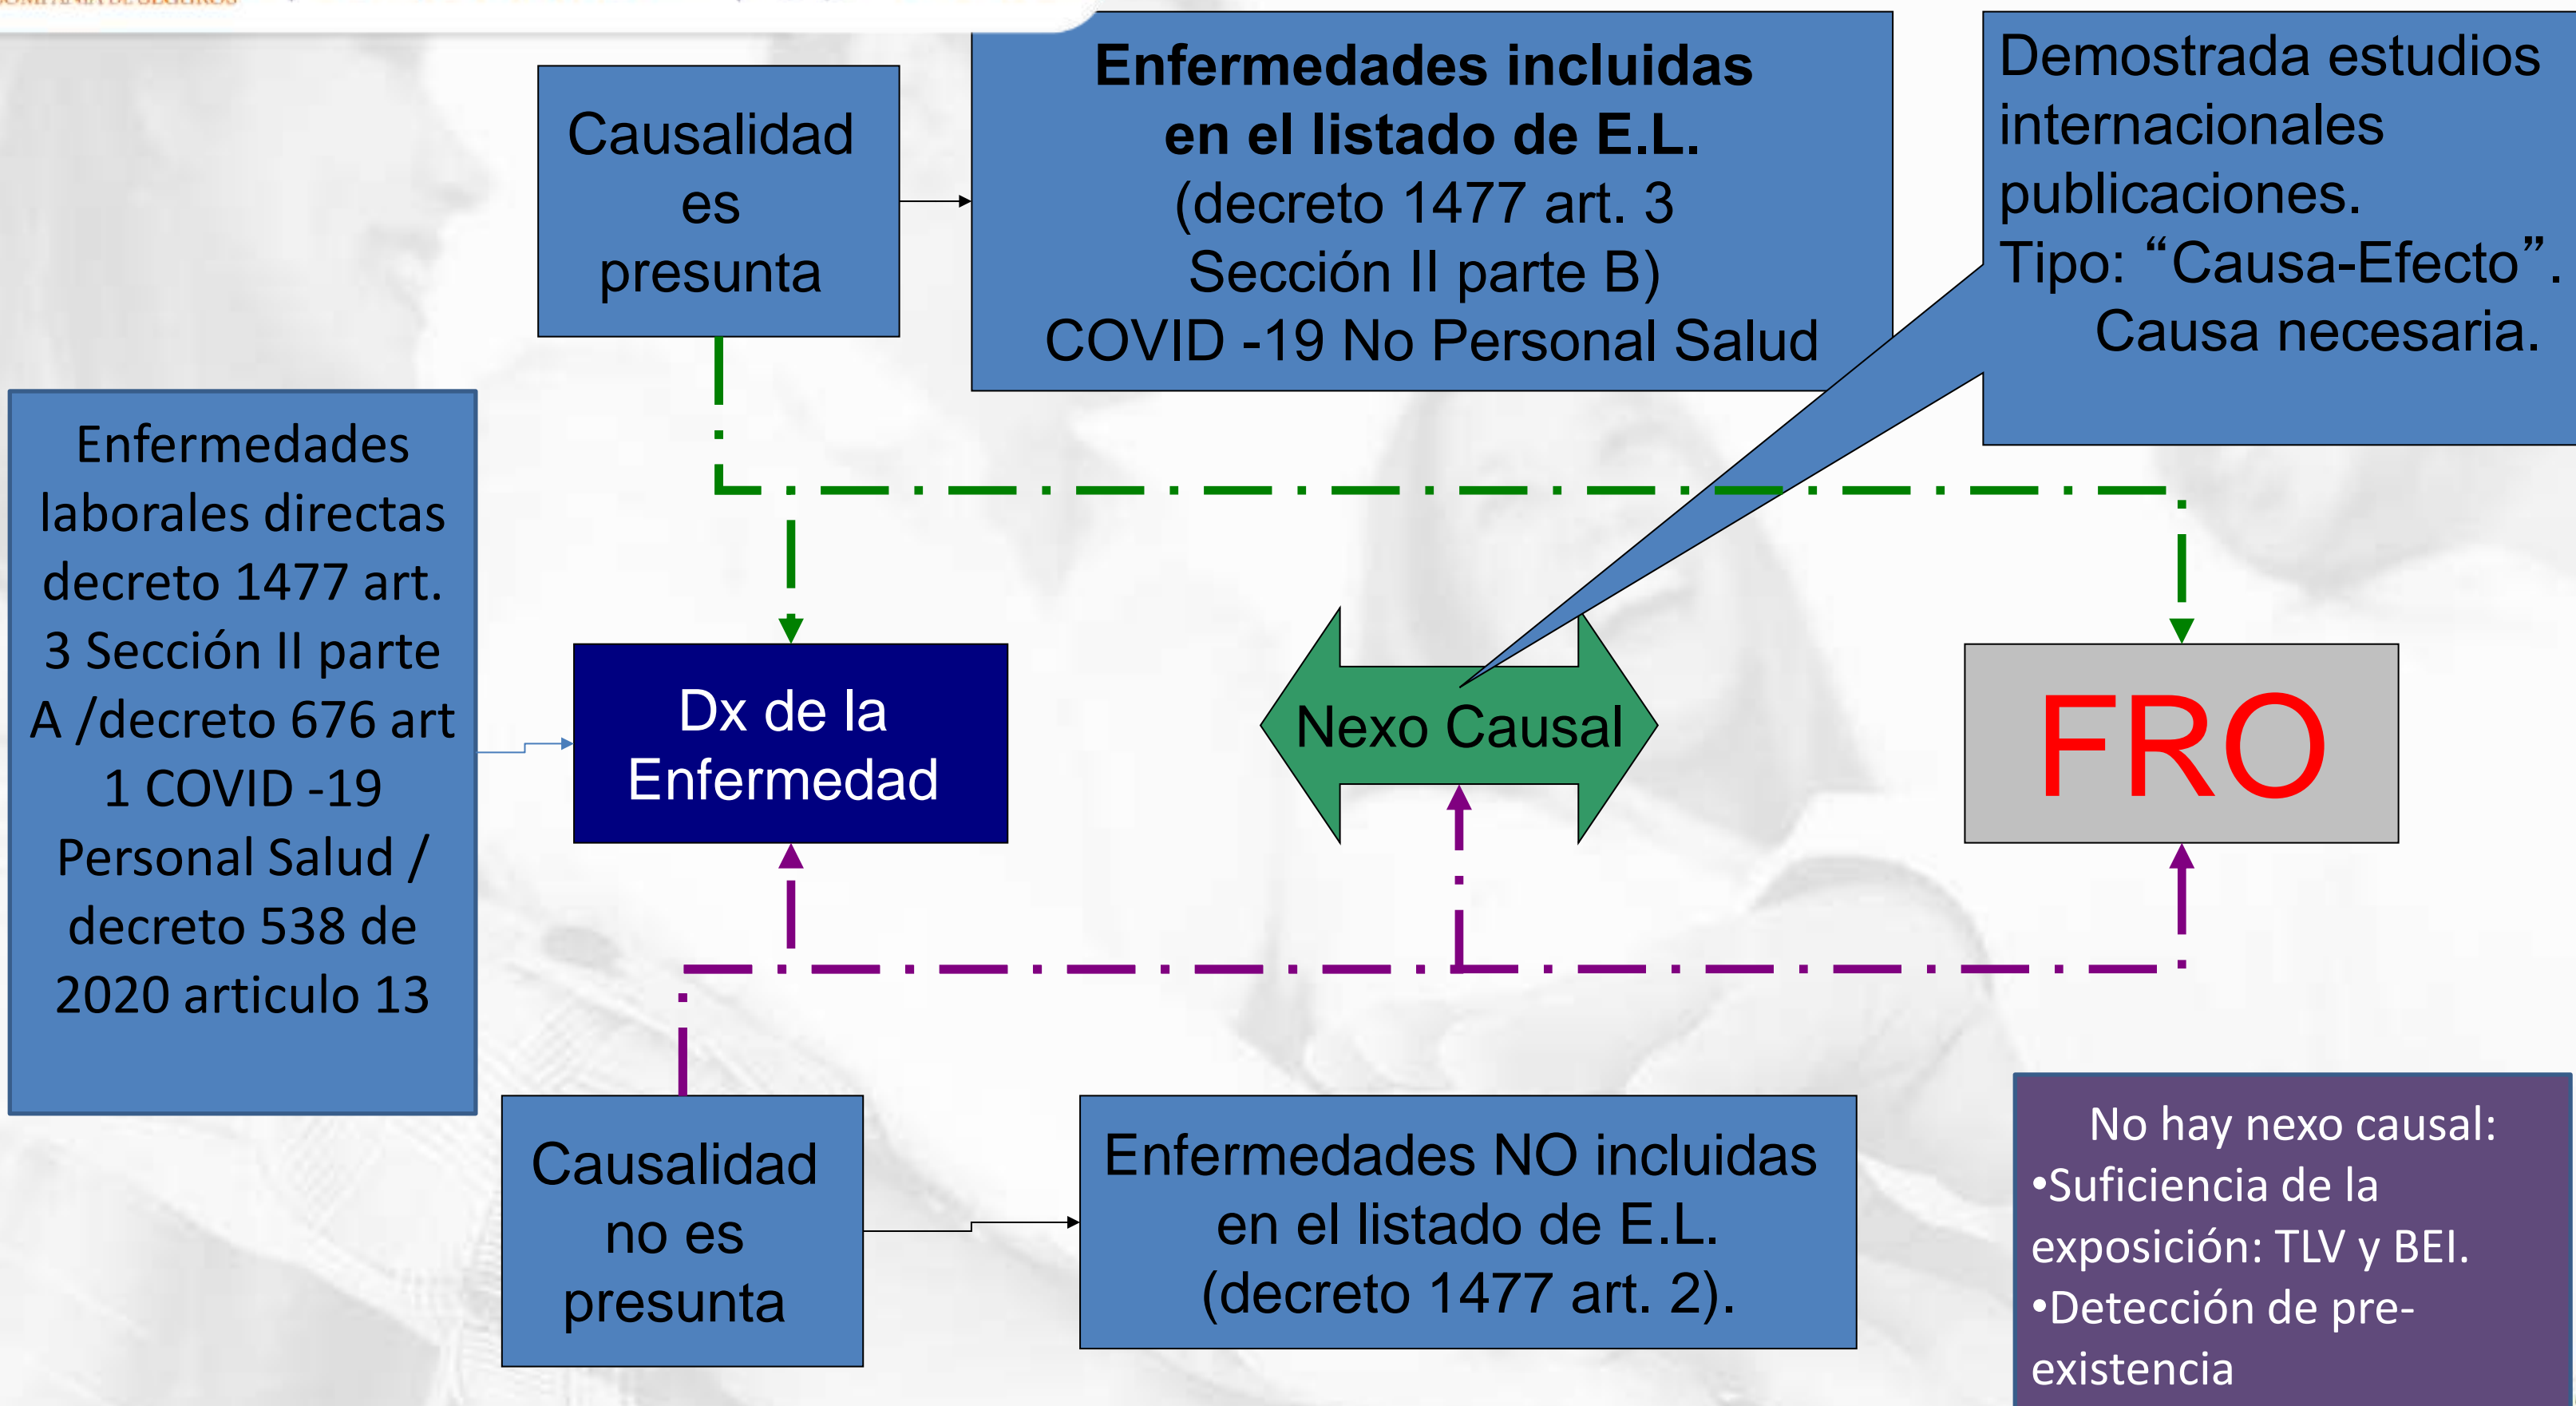 COMPAÑIA DE SEGUROS
Causalidad
es
presunta
Enfermedades incluidas
en el listado de E.L.
(decreto 1477 art. 3
Sección II parte B)
COVID -19 No Personal Salud
Demostrada estudios
internacionales
publicaciones.
Tipo: “Causa-Efecto”.
Causa necesaria.
Enfermedades
laborales directas
decreto 1477 art.
3 Sección II parte
A /decreto 676 art
1 COVID -19
Personal Salud /
decreto 538 de
2020 articulo 13
Dx de la
Enfermedad
Nexo Causal
FRO
Causalidad
no es
presunta
Enfermedades NO incluidas
en el listado de E.L.
(decreto 1477 art. 2).
No hay nexo causal:
•Suficiencia de la
exposición: TLV y BEI.
•Detección de pre-
existencia